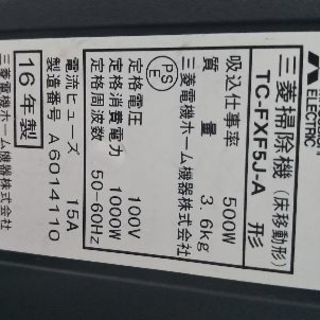 ELECTRIC
三菱掃除機(床移動形)
TC-FXF5J-A 形
吸込仕事率 500W
質量 3.6kg
三菱電機ホーム機器株式会社
PS
E
定格電圧 100V
定格消費電力 1000W
定格周波数 50-60Hz
電流ヒューズ 15A
製造番号 A6014110
16年製
三菱電機ホーム機器株式会社